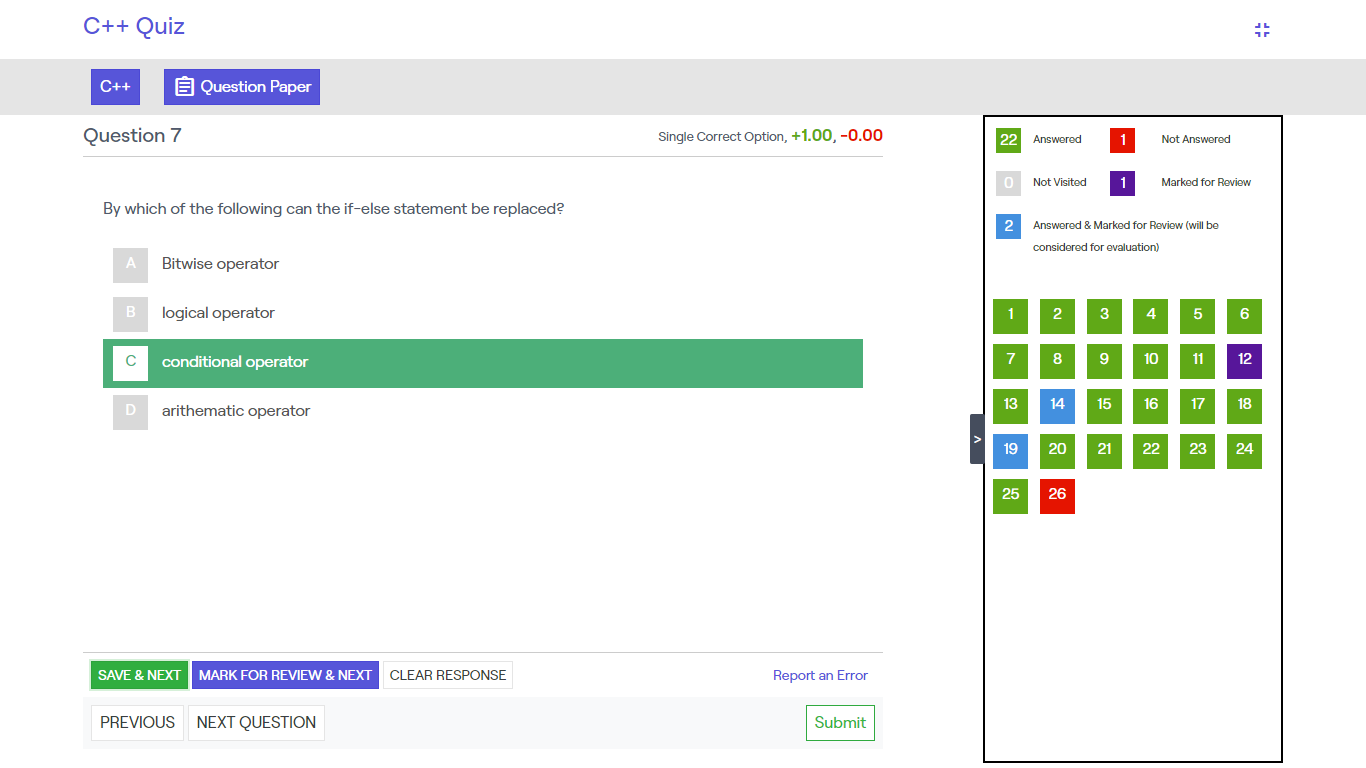 C++ Quiz
C++
Question Paper
Question 7
Single Correct Option, +1.00, -0.00
By which of the following can the if-else statement be replaced?
A Bitwise operator
B logical operator
C conditional operator
D arithematic operator
SAVE & NEXT MARK FOR REVIEW & NEXT CLEAR RESPONSE Report an Error
PREVIOUS NEXT QUESTION Submit
>
22 Answered 1 Not Answered
0 Not Visited 1 Marked for Review
2 Answered & Marked for Review (will be
considered for evaluation)
1 2 3 4 5 6
7 8 9 10 11 12
13 14 15 16 17 18
19 20 21 22 23 24
25 26